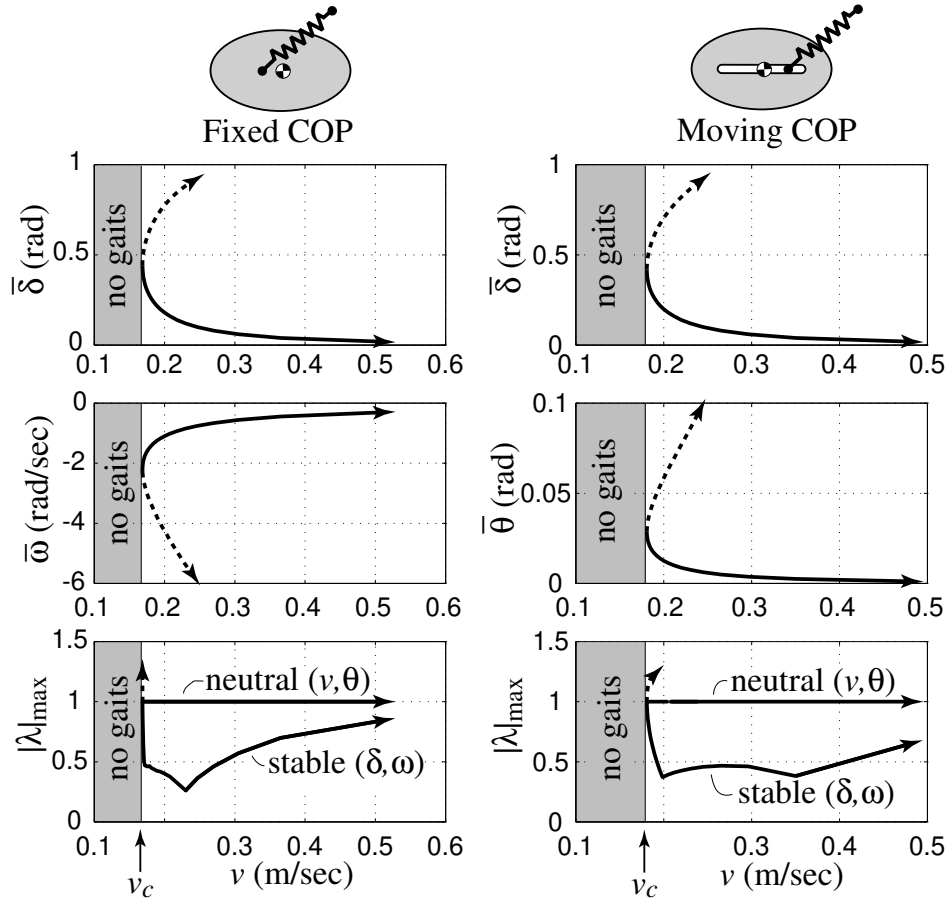 Fixed COP
Moving COP
1
0.5
0
δ̄ (rad)
no gaits
0.1 0.2 0.3 0.4 0.5 0.6
1
0.5
0
δ̄ (rad)
no gaits
0.1 0.2 0.3 0.4 0.5
0
-2
-4
-6
ω̄ (rad/sec)
no gaits
0.1 0.2 0.3 0.4 0.5 0.6
0.1
0.05
0
θ̄ (rad)
no gaits
0.1 0.2 0.3 0.4 0.5
1.5
1
0.5
0
|λ|max
no gaits
neutral (v,θ)
stable (δ,ω)
0.1 0.2 0.3 0.4 0.5 0.6
vc
v (m/sec)
1.5
1
0.5
0
|λ|max
no gaits
neutral (v,θ)
stable (δ,ω)
0.1 0.2 0.3 0.4 0.5
vc
v (m/sec)